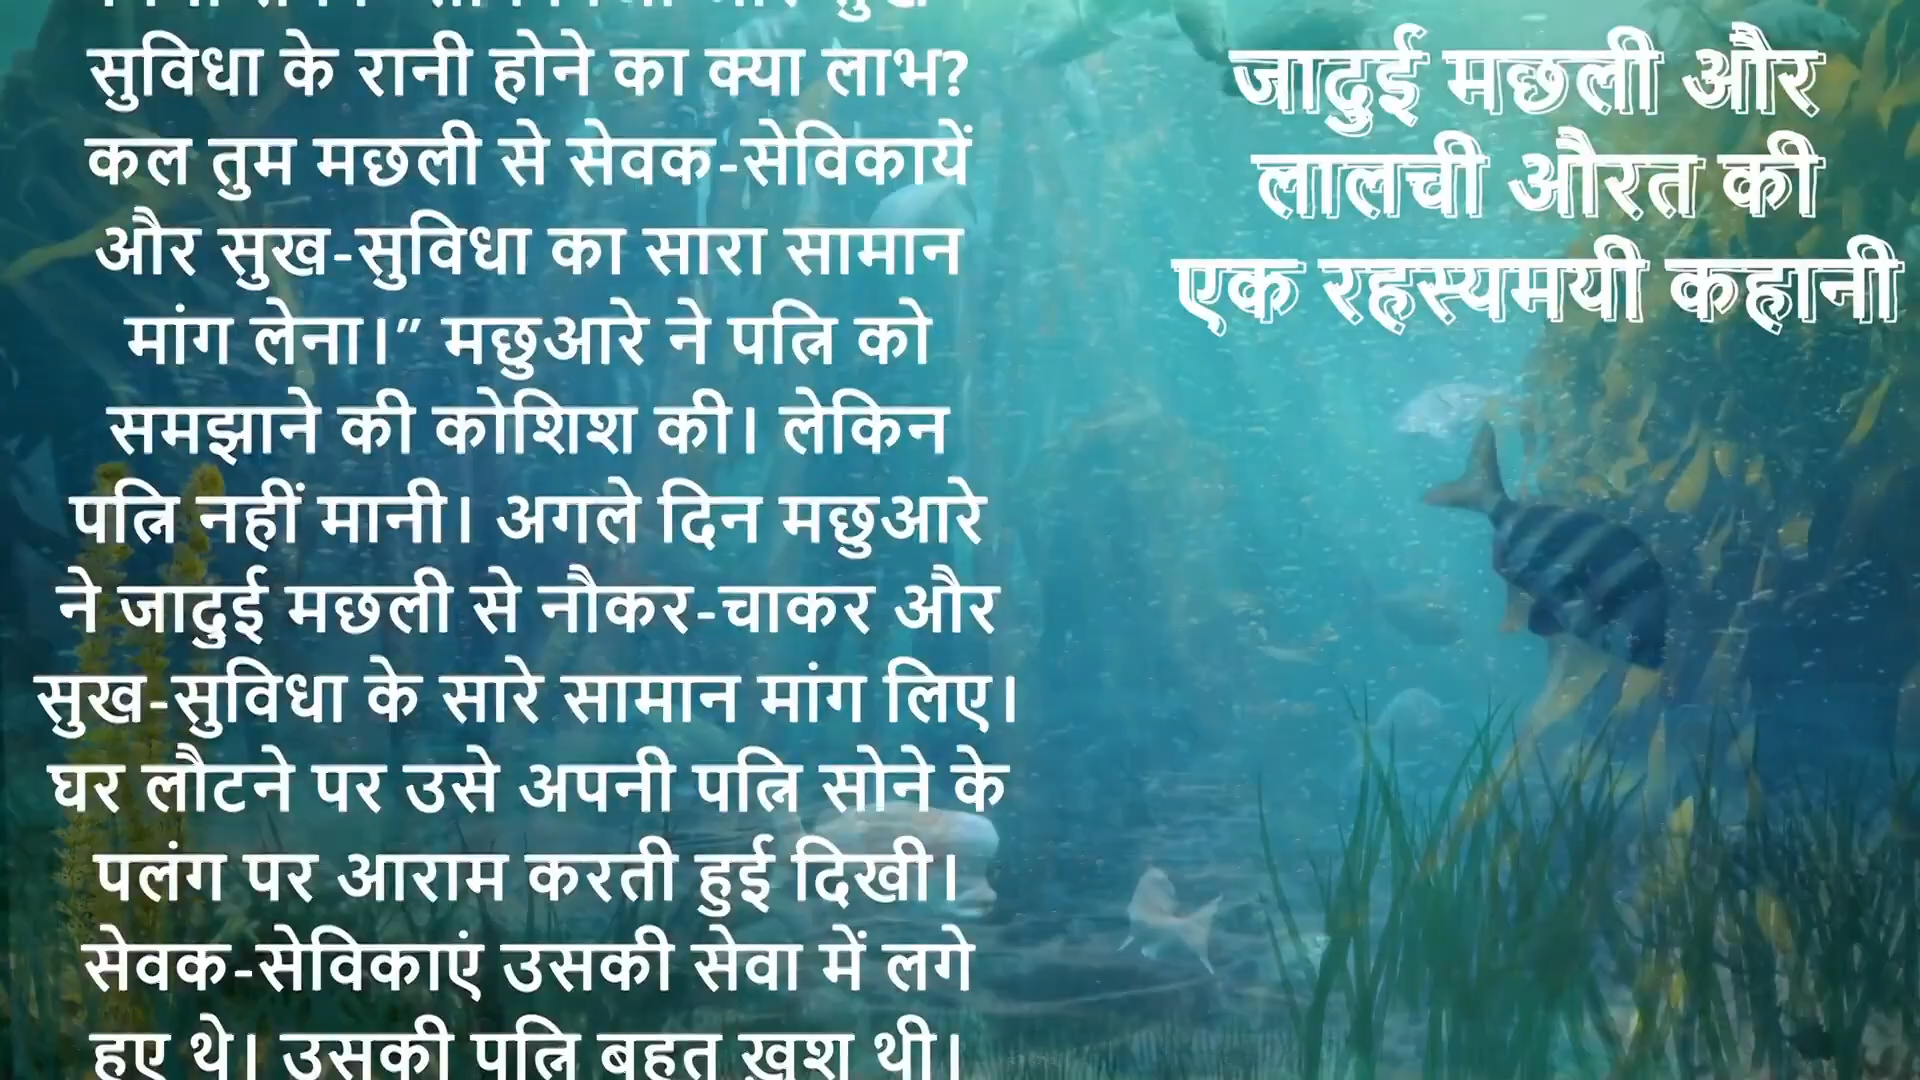 सुविधा के रानी होने का क्या लाभ?
कल तुम मछली से सेवक-सेविकायें
और सुख-सुविधा का सारा सामान
मांग लेना।” मछुआरे ने पत्नि को
समझाने की कोशिश की। लेकिन
पत्नि नहीं मानी। अगले दिन मछुआरे
ने जादुई मछली से नौकर-चाकर और
सुख-सुविधा के सारे सामान मांग लिए।
घर लौटने पर उसे अपनी पत्नि सोने के
पलंग पर आराम करती हुई दिखी।
सेवक-सेविकाएं उसकी सेवा में लगे
हुए थे। उसकी पत्नि बहुत ख़ुश थी।
जादुई मछली और
लालची औरत की
एक रहस्यमयी कहानी